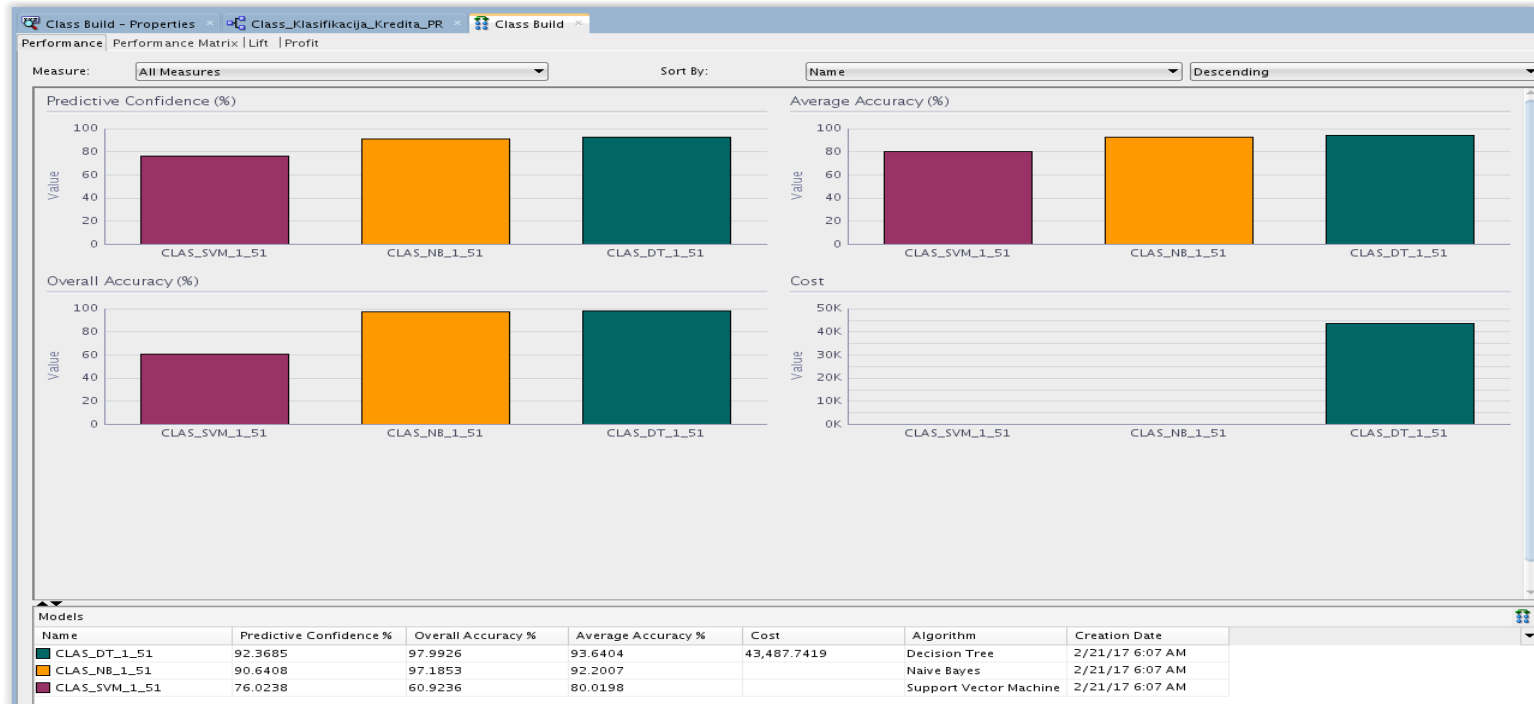 Class Build - Properties × Class_Klasifikacija_Kredita_PR × Class Build ×
Performance Performance Matrix | Lift | Profit
Measure: All Measures Sort By: Name Descending
Predictive Confidence (%)
100
80
60
40
20
0
Value
CLAS_SVM_1_51 CLAS_NB_1_51 CLAS_DT_1_51
Average Accuracy (%)
100
80
60
40
20
0
Value
CLAS_SVM_1_51 CLAS_NB_1_51 CLAS_DT_1_51
Overall Accuracy (%)
100
80
60
40
20
0
Value
CLAS_SVM_1_51 CLAS_NB_1_51 CLAS_DT_1_51
Cost
50K
40K
30K
20K
10K
0K
Value
CLAS_SVM_1_51 CLAS_NB_1_51 CLAS_DT_1_51
Models
Name Predictive Confidence % Overall Accuracy % Average Accuracy % Cost Algorithm Creation Date
CLAS_DT_1_51 92.3685 97.9926 93.6404 43,487.7419 Decision Tree 2/21/17 6:07 AM
CLAS_NB_1_51 90.6408 97.1853 92.2007 Naive Bayes 2/21/17 6:07 AM
CLAS_SVM_1_51 76.0238 60.9236 80.0198 Support Vector Machine 2/21/17 6:07 AM